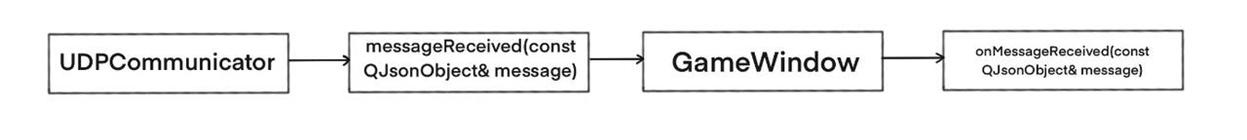 UDPCommunicator
messageReceived(const
QJsonObject& message)
GameWindow
onMessageReceived(const
QJsonObject& message)